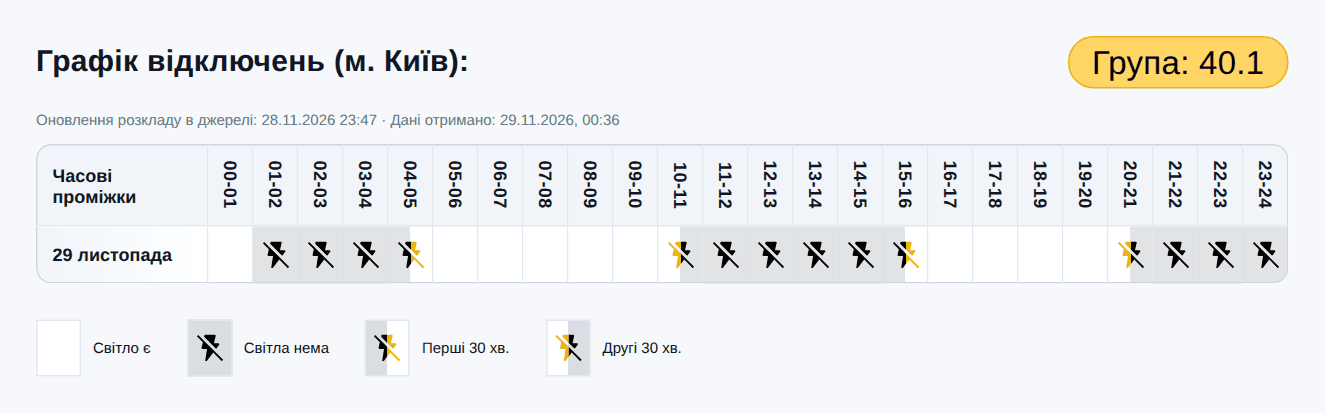 Графік відключень (м. Київ):
Група: 40.1
Оновлення розкладу в джерелі: 28.11.2026 23:47 · Дані отримано: 29.11.2026, 00:36
Часові
проміжки
00-01
01-02
02-03
03-04
04-05
05-06
06-07
07-08
08-09
09-10
10-11
11-12
12-13
13-14
14-15
15-16
16-17
17-18
18-19
19-20
20-21
21-22
22-23
23-24
29 листопада
Світло є
Світла нема
Перші 30 хв.
Другі 30 хв.